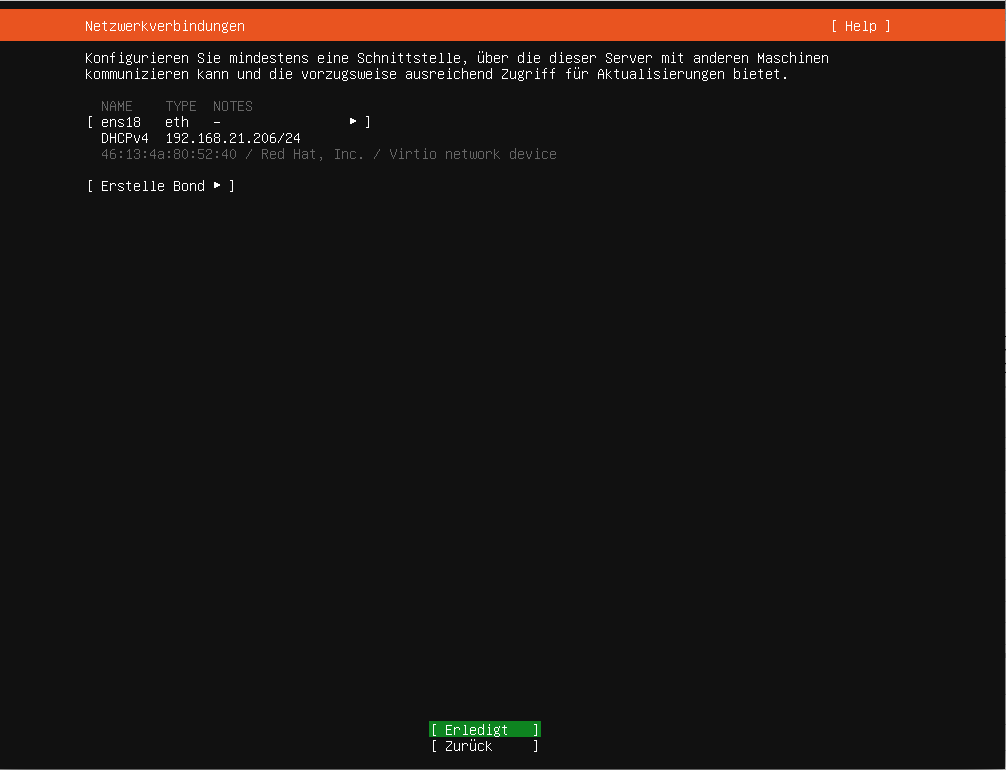 Netzwerkverbindungen [ Help ]
Konfigurieren Sie mindestens eine Schnittstelle, über die dieser Server mit anderen Maschinen
kommunizieren kann und die vorzugsweise ausreichend Zugriff für Aktualisierungen bietet.
NAME TYPE NOTES
[ ens18 eth – ▸ ]
DHCPv4 192.168.21.206/24
46:13:4a:80:52:40 / Red Hat, Inc. / Virtio network device
[ Erstelle Bond ▸ ]
[ Erledigt ]
[ Zurück ]